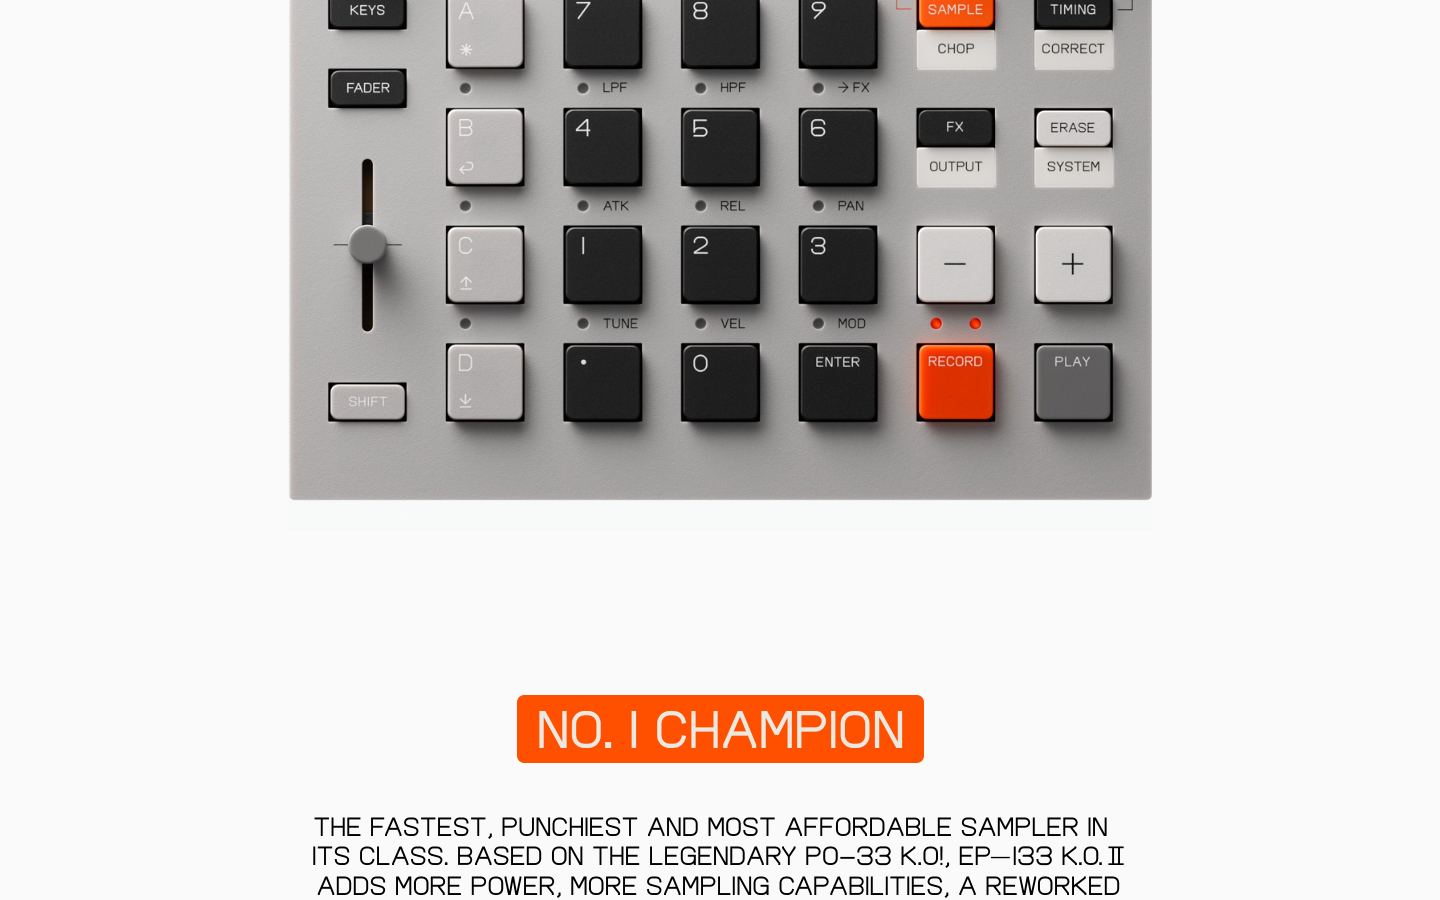 KEYS A 7 8 9 SAMPLE TIMING
CHOP CORRECT
FADER LPF HPF →FX
B 4 5 6 FX ERASE
↵ OUTPUT SYSTEM
ATK REL PAN
C 1 2 3 − +
↑
TUNE VEL MOD
D • 0 ENTER RECORD PLAY
SHIFT ↓
NO. 1 CHAMPION
THE FASTEST, PUNCHIEST AND MOST AFFORDABLE SAMPLER IN
ITS CLASS. BASED ON THE LEGENDARY PO–33 K.O!, EP—133 K.O. II
ADDS MORE POWER, MORE SAMPLING CAPABILITIES, A REWORKED